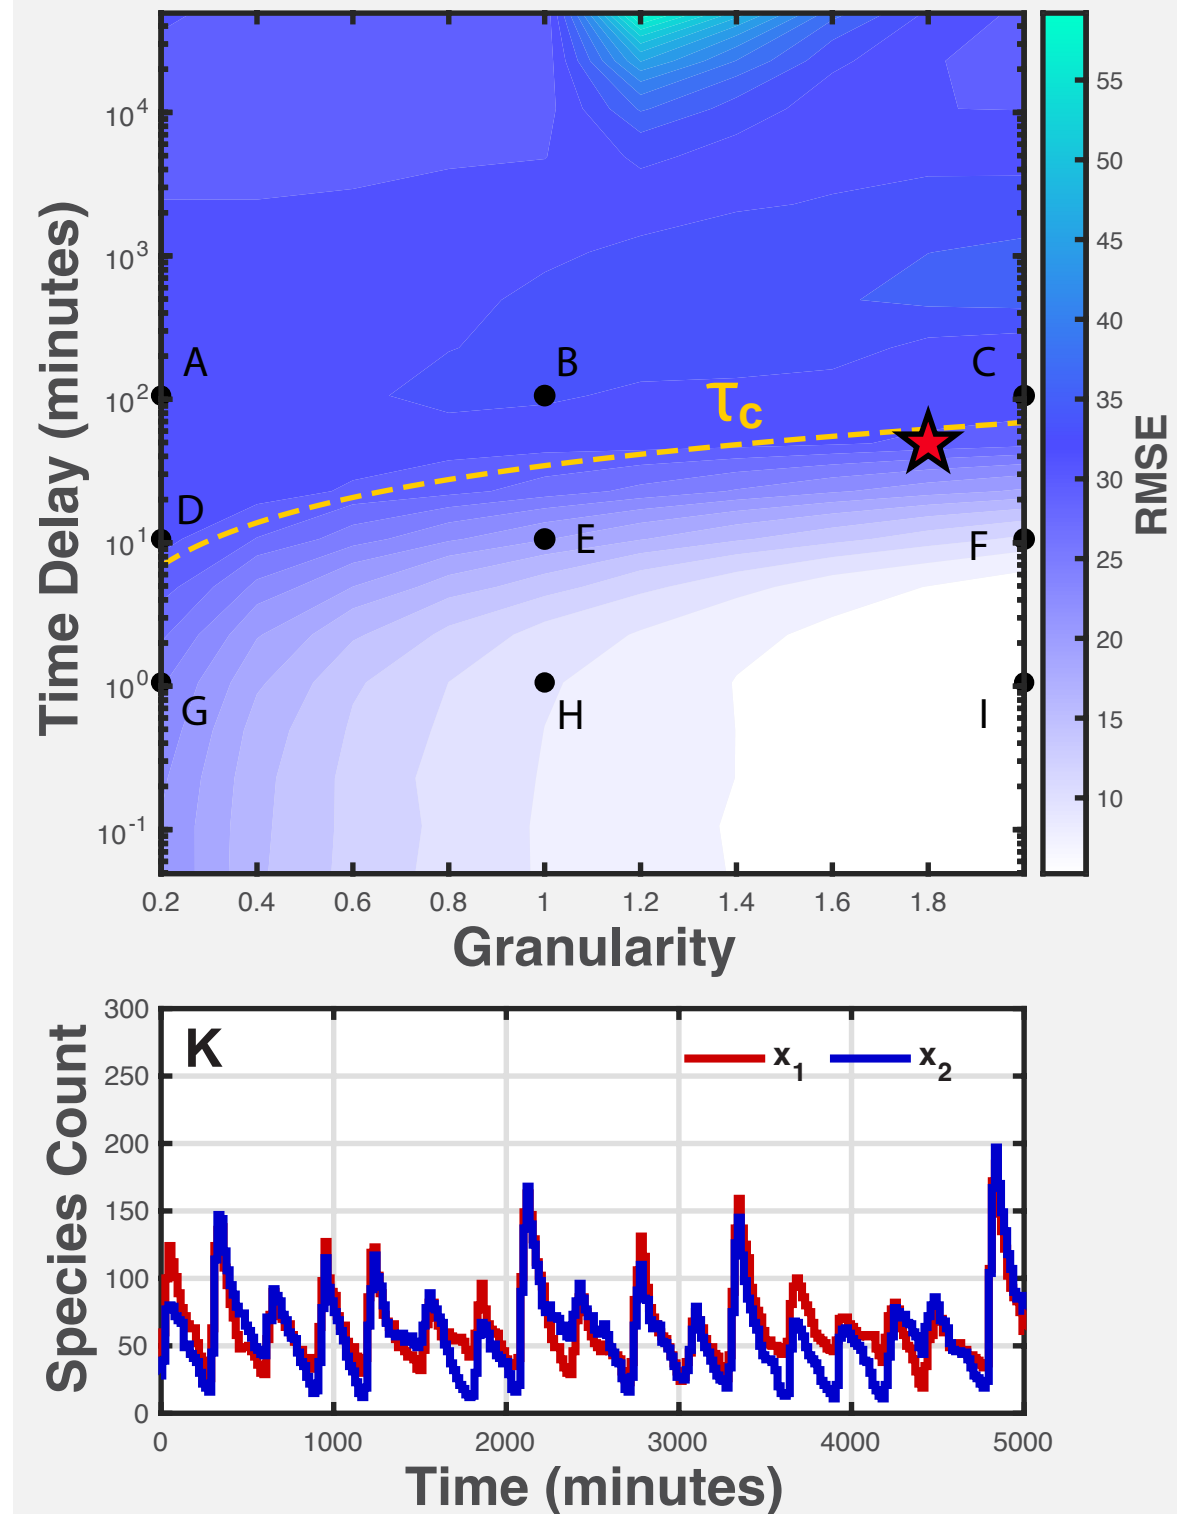 Time Delay (minutes)
10^4
10^3
10^2
10^1
10^0
10^-1
A
B
C
τc
D
E
F
G
H
I
0.2 0.4 0.6 0.8 1 1.2 1.4 1.6 1.8
Granularity
55
50
45
40
35
30
25
20
15
10
RMSE
Species Count
300
250
200
150
100
50
0
K
x1 x2
0 1000 2000 3000 4000 5000
Time (minutes)